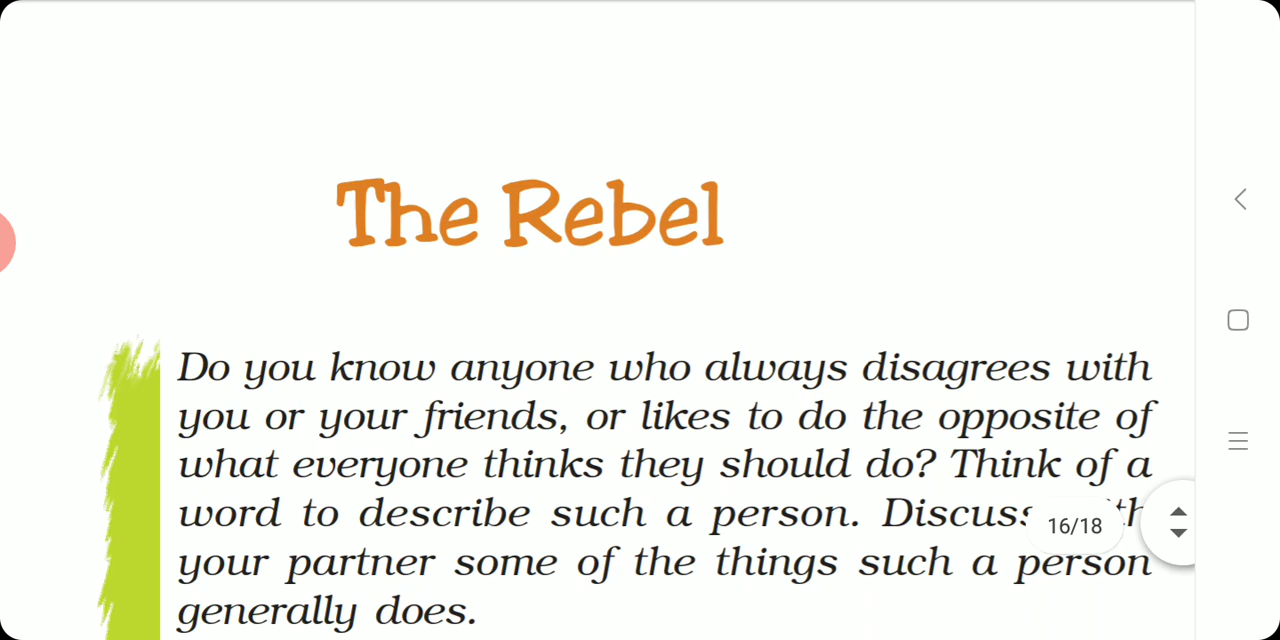 The Rebel
Do you know anyone who always disagrees with
you or your friends, or likes to do the opposite of
what everyone thinks they should do? Think of a
word to describe such a person. Discuss
your partner some of the things such a person
generally does.
16/18